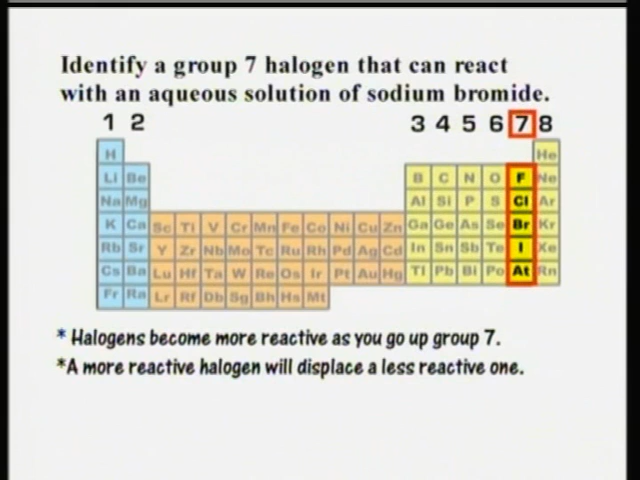 Identify a group 7 halogen that can react
with an aqueous solution of sodium bromide.
1 2 3 4 5 6 7 8
H He
Li Be B C N O F Ne
Na Mg Al Si P S Cl Ar
K Ca Sc Ti V Cr Mn Fe Co Ni Cu Zn Ga Ge As Se Br Kr
Rb Sr Y Zr Nb Mo Tc Ru Rh Pd Ag Cd In Sn Sb Te I Xe
Cs Ba Lu Hf Ta W Re Os Ir Pt Au Hg Tl Pb Bi Po At Rn
Fr Ra Lr Rf Db Sg Bh Hs Mt
* Halogens become more reactive as you go up group 7.
*A more reactive halogen will displace a less reactive one.